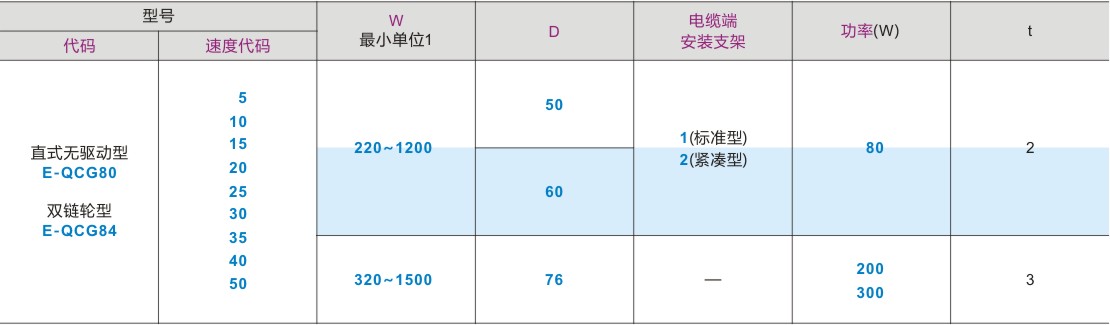 型号
代码
速度代码
W
最小单位1
D
电缆端
安装支架
功率(W)
t
直式无驱动型
E-QCG80
双链轮型
E-QCG84
5
10
15
20
25
30
35
40
50
220~1200
50
60
1(标准型)
2(紧凑型)
80
2
320~1500
76
—
200
300
3